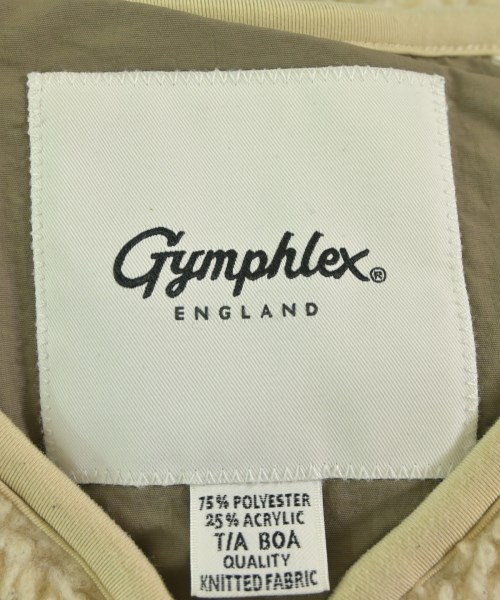 Gymphlex®
ENGLAND
75% POLYESTER
25% ACRYLIC
T/A BOA
QUALITY
KNITTED FABRIC